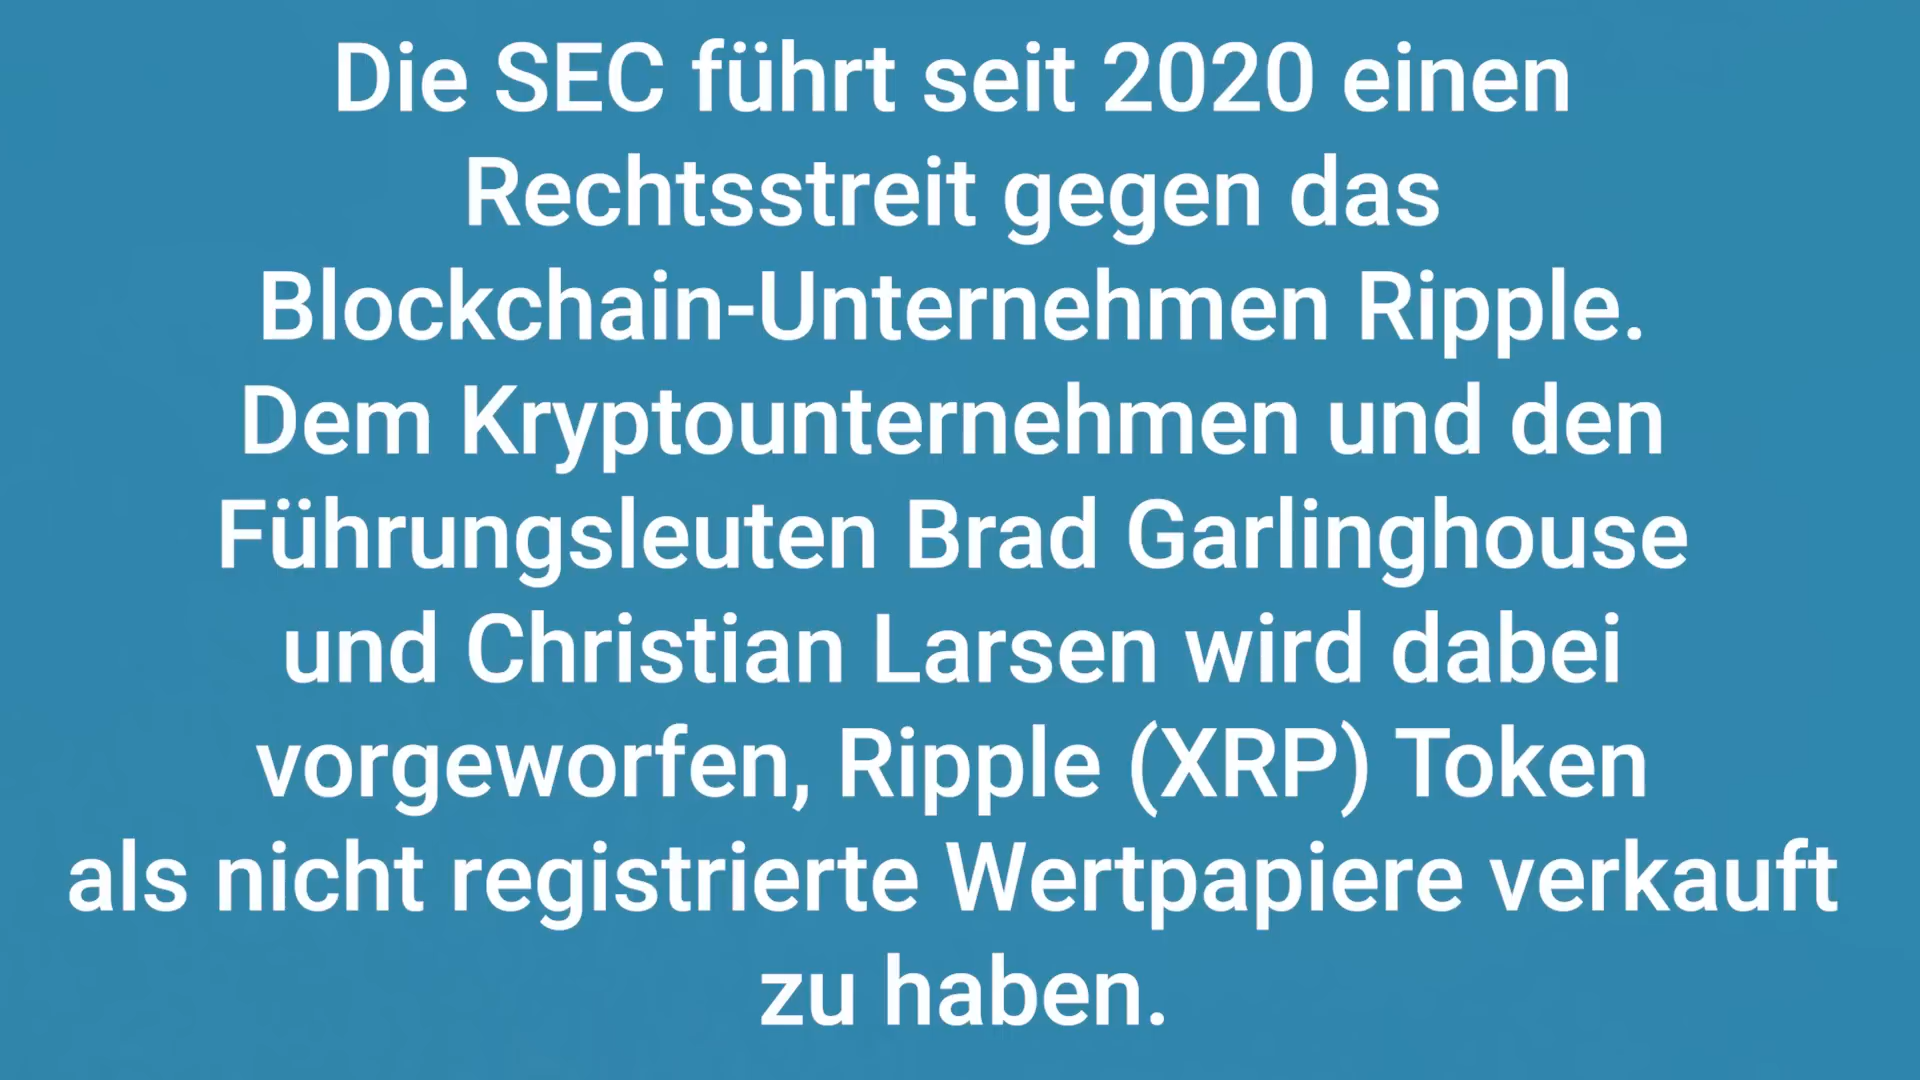 Die SEC führt seit 2020 einen
Rechtsstreit gegen das
Blockchain-Unternehmen Ripple.
Dem Kryptounternehmen und den
Führungsleuten Brad Garlinghouse
und Christian Larsen wird dabei
vorgeworfen, Ripple (XRP) Token
als nicht registrierte Wertpapiere verkauft
zu haben.